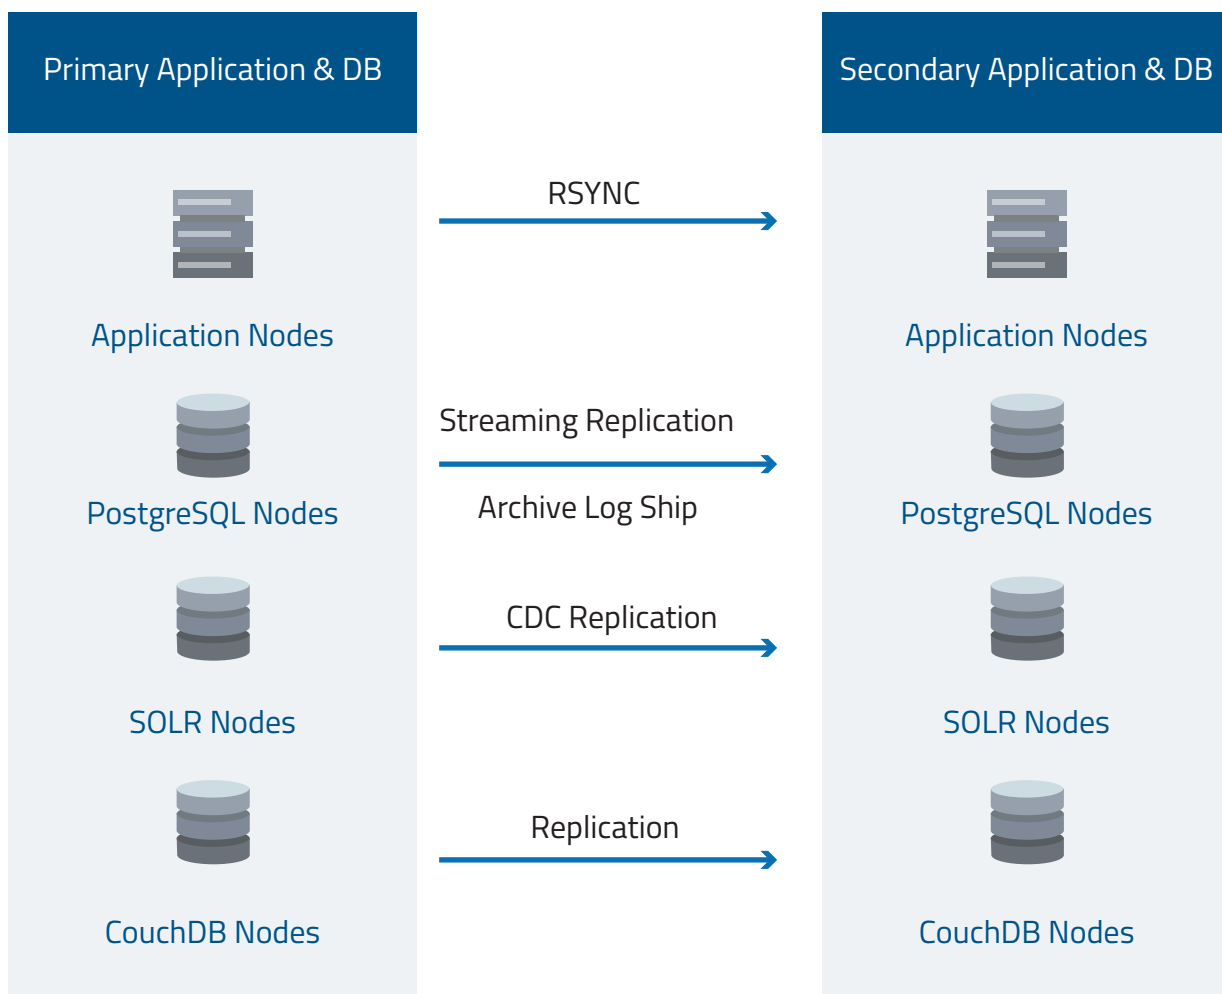 Primary Application & DB
Secondary Application & DB
RSYNC
Application Nodes
Application Nodes
Streaming Replication
PostgreSQL Nodes
Archive Log Ship
PostgreSQL Nodes
CDC Replication
SOLR Nodes
SOLR Nodes
Replication
CouchDB Nodes
CouchDB Nodes